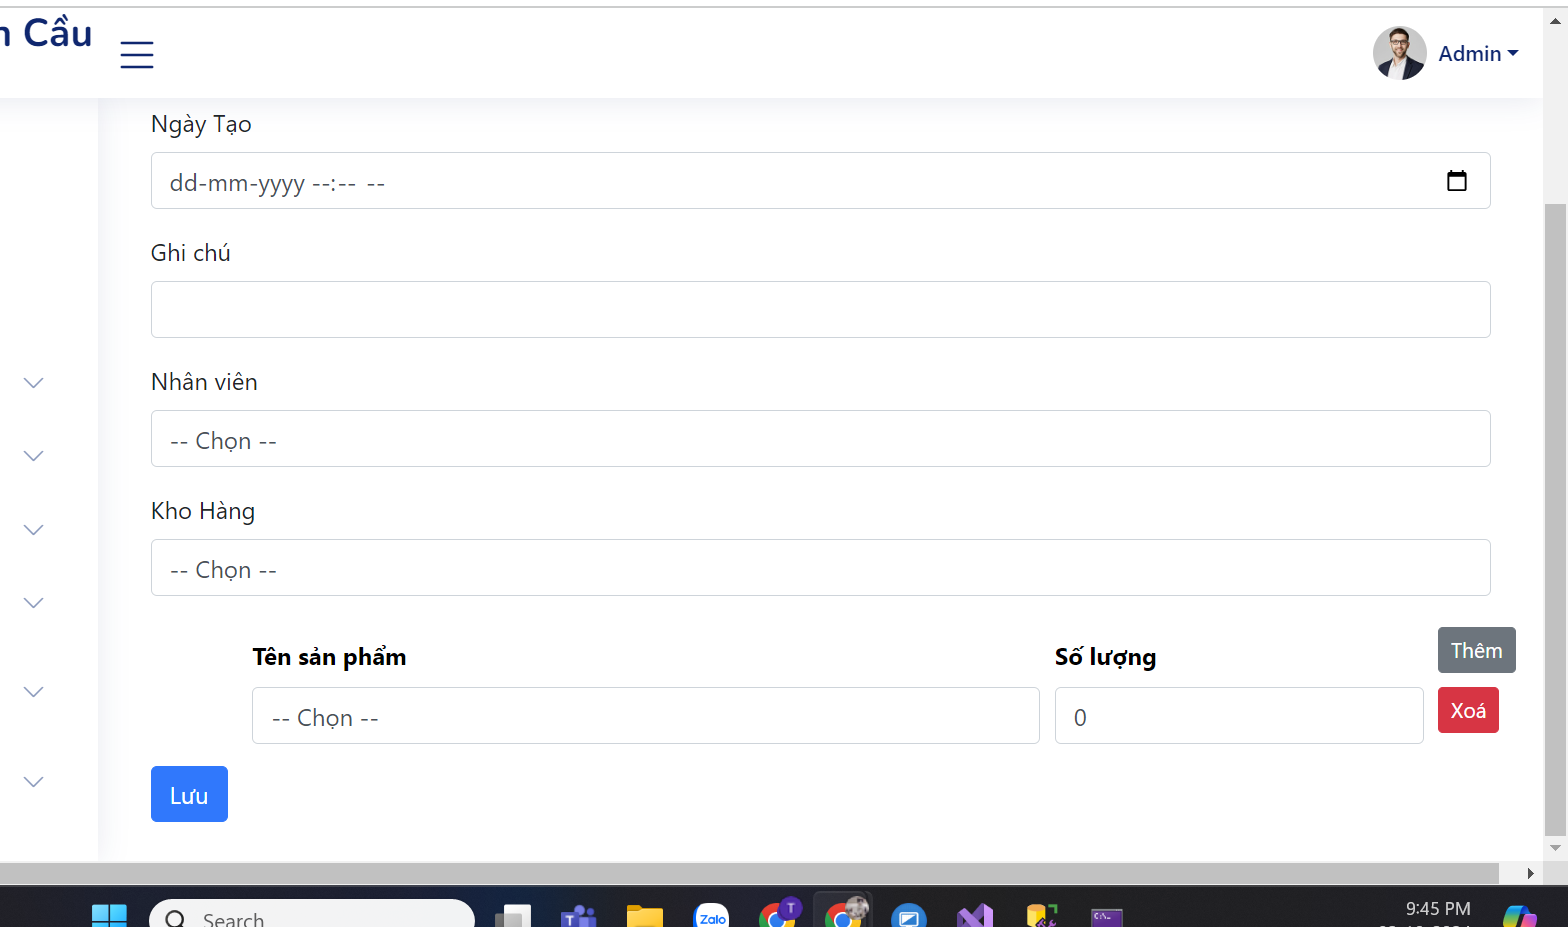 Cầu
Admin
Ngày Tạo
dd-mm-yyyy --:-- --
Ghi chú
Nhân viên
-- Chọn --
Kho Hàng
-- Chọn --
Tên sản phẩm Số lượng Thêm
-- Chọn -- 0 Xoá
Lưu
Search T T Zalo C:\. 9:45 PM